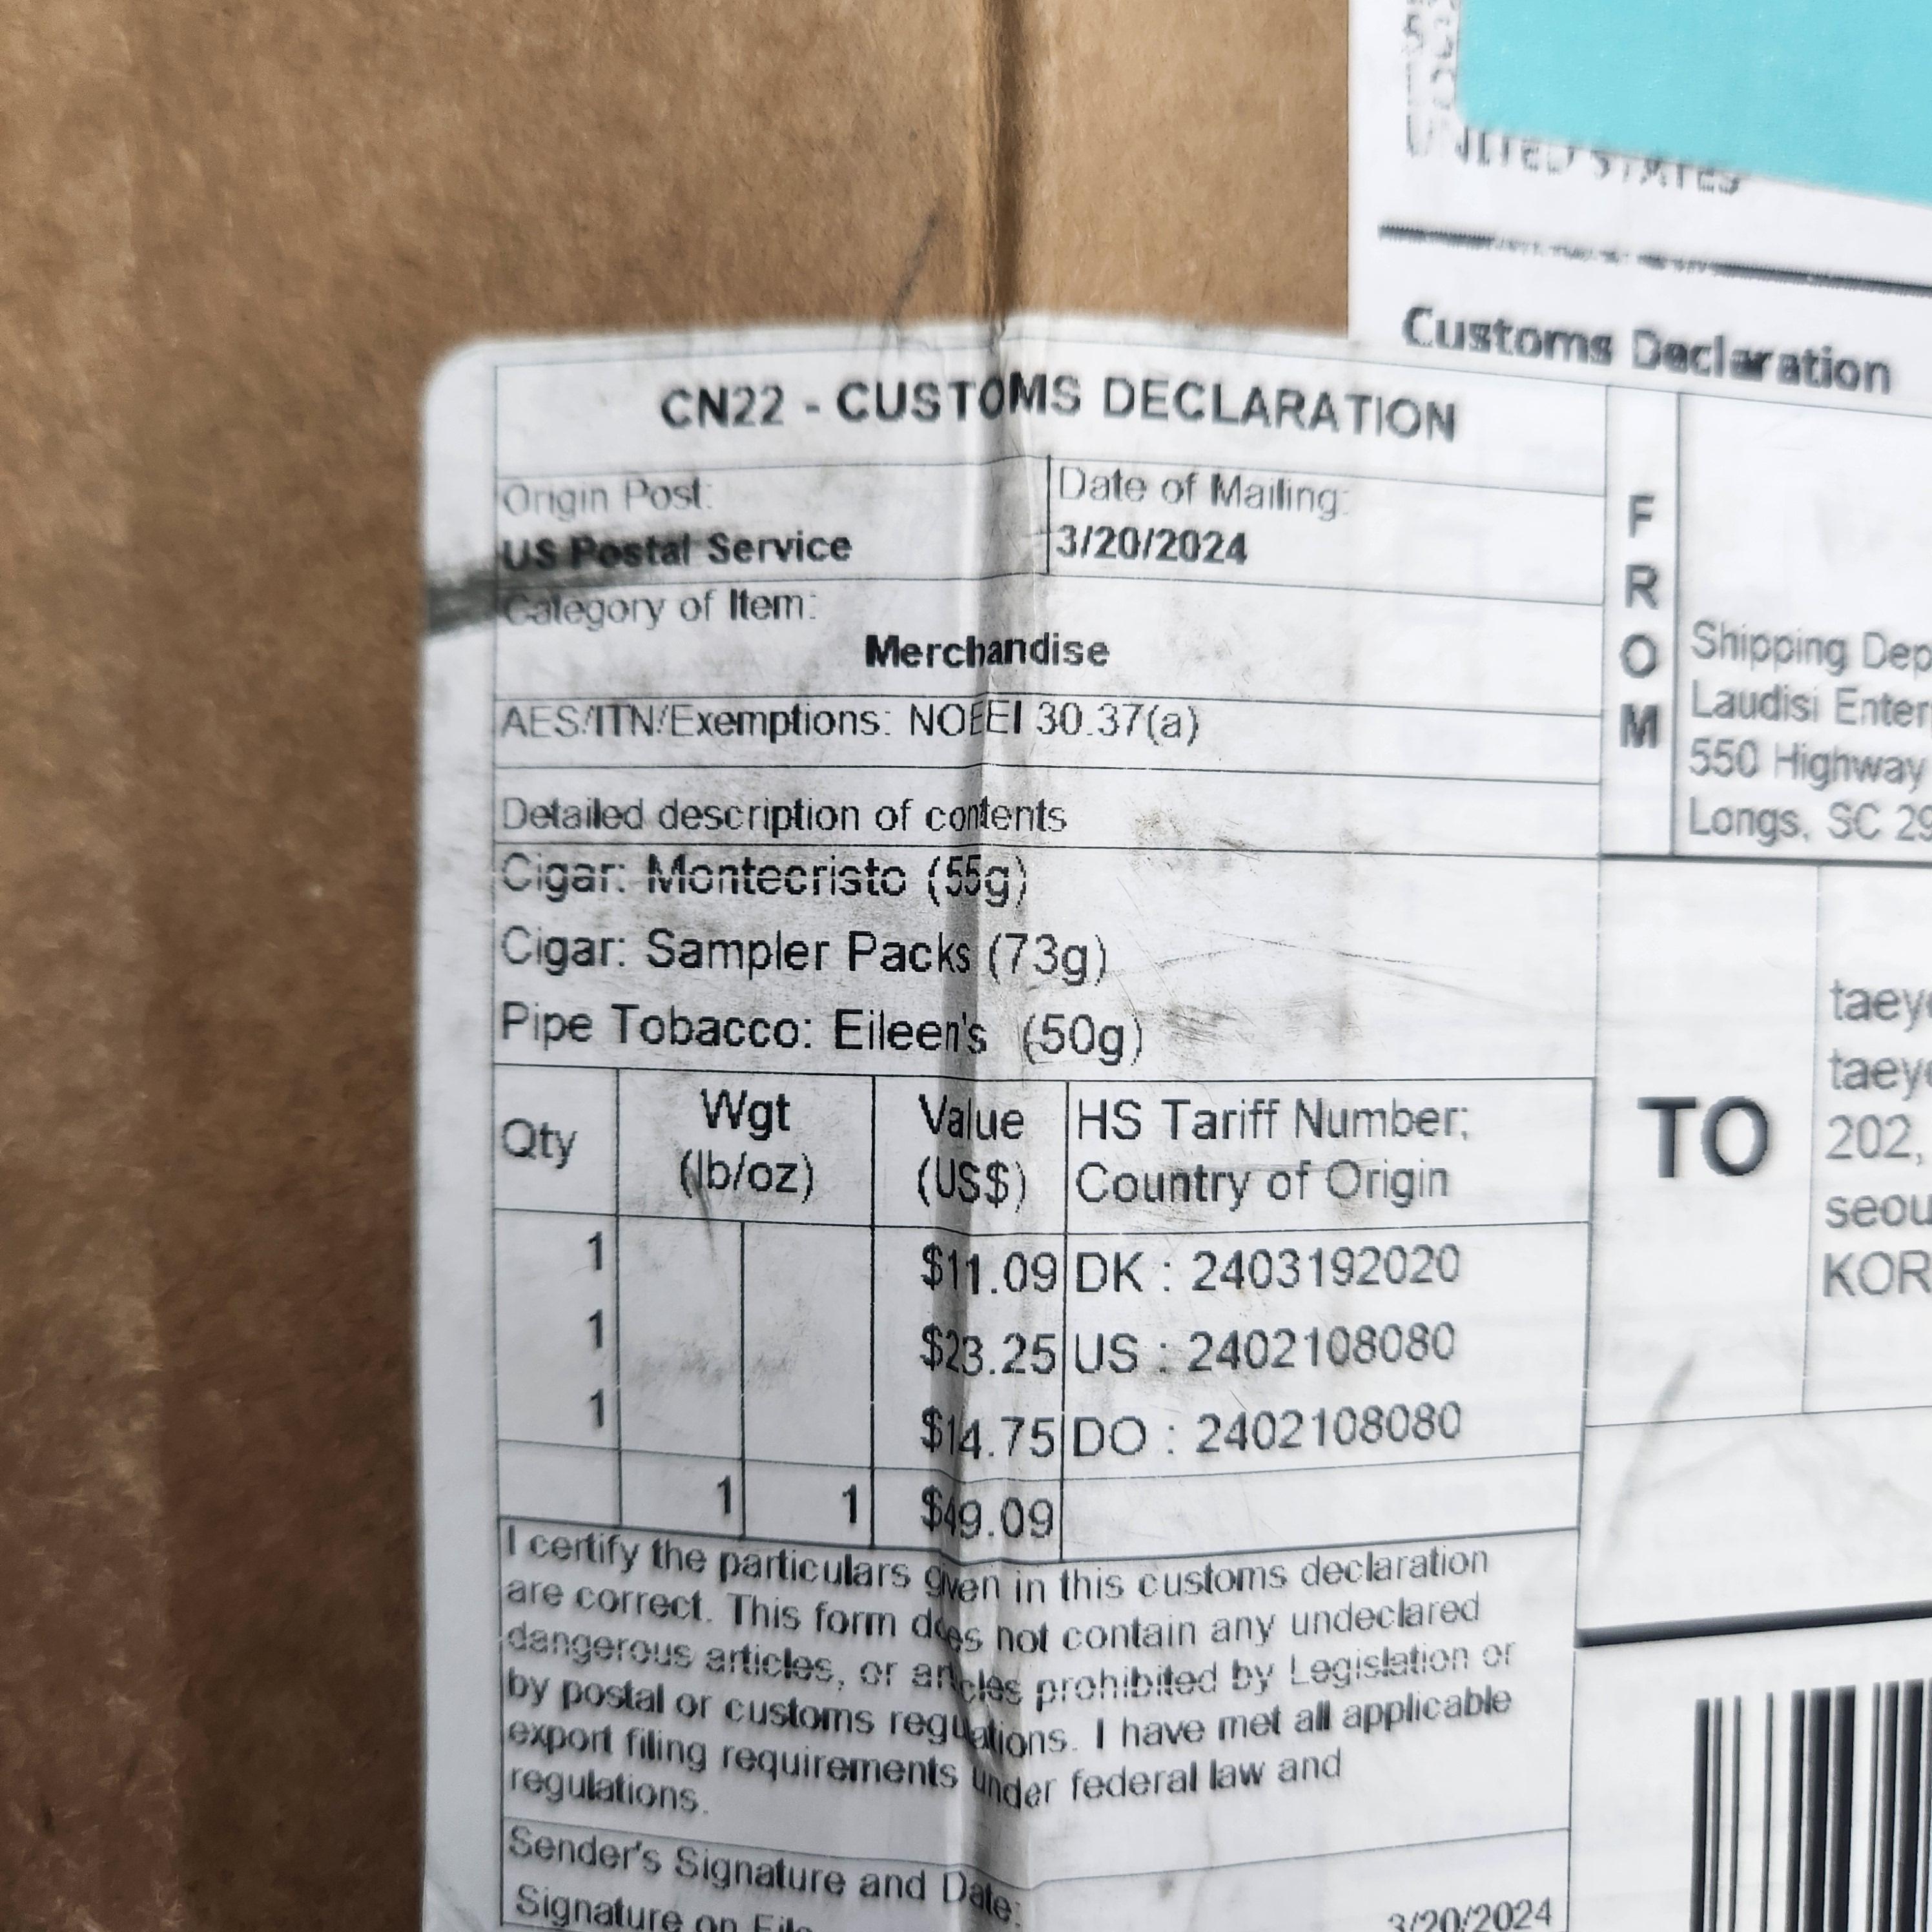 UNITED STATES
Customs Declaration
CN22 - CUSTOMS DECLARATION
Origin Post:
US Postal Service
Date of Mailing:
3/20/2024
Category of Item:
Merchandise
AES/ITN/Exemptions: NOEEI 30.37(a)
Detailed description of contents
Cigar: Montecristo (55g)
Cigar: Sampler Packs (73g)
Pipe Tobacco: Eileen's (50g)
Qty
Wgt
(lb/oz)
Value
(US$)
HS Tariff Number;
Country of Origin
1 $11.09 DK : 2403192020
1 $23.25 US : 2402108080
1 $14.75 DO : 2402108080
1 1 $49.09
I certify the particulars given in this customs declaration
are correct. This form does not contain any undeclared
dangerous articles, or articles prohibited by Legislation or
by postal or customs regulations. I have met all applicable
export filing requirements under federal law and
regulations.
Sender's Signature and Date:
Signature on File
3/20/2024
FROM
Shipping Dep
Laudisi Enter
550 Highway
Longs, SC 29
TO
taey
taey
202,
seou
KOR